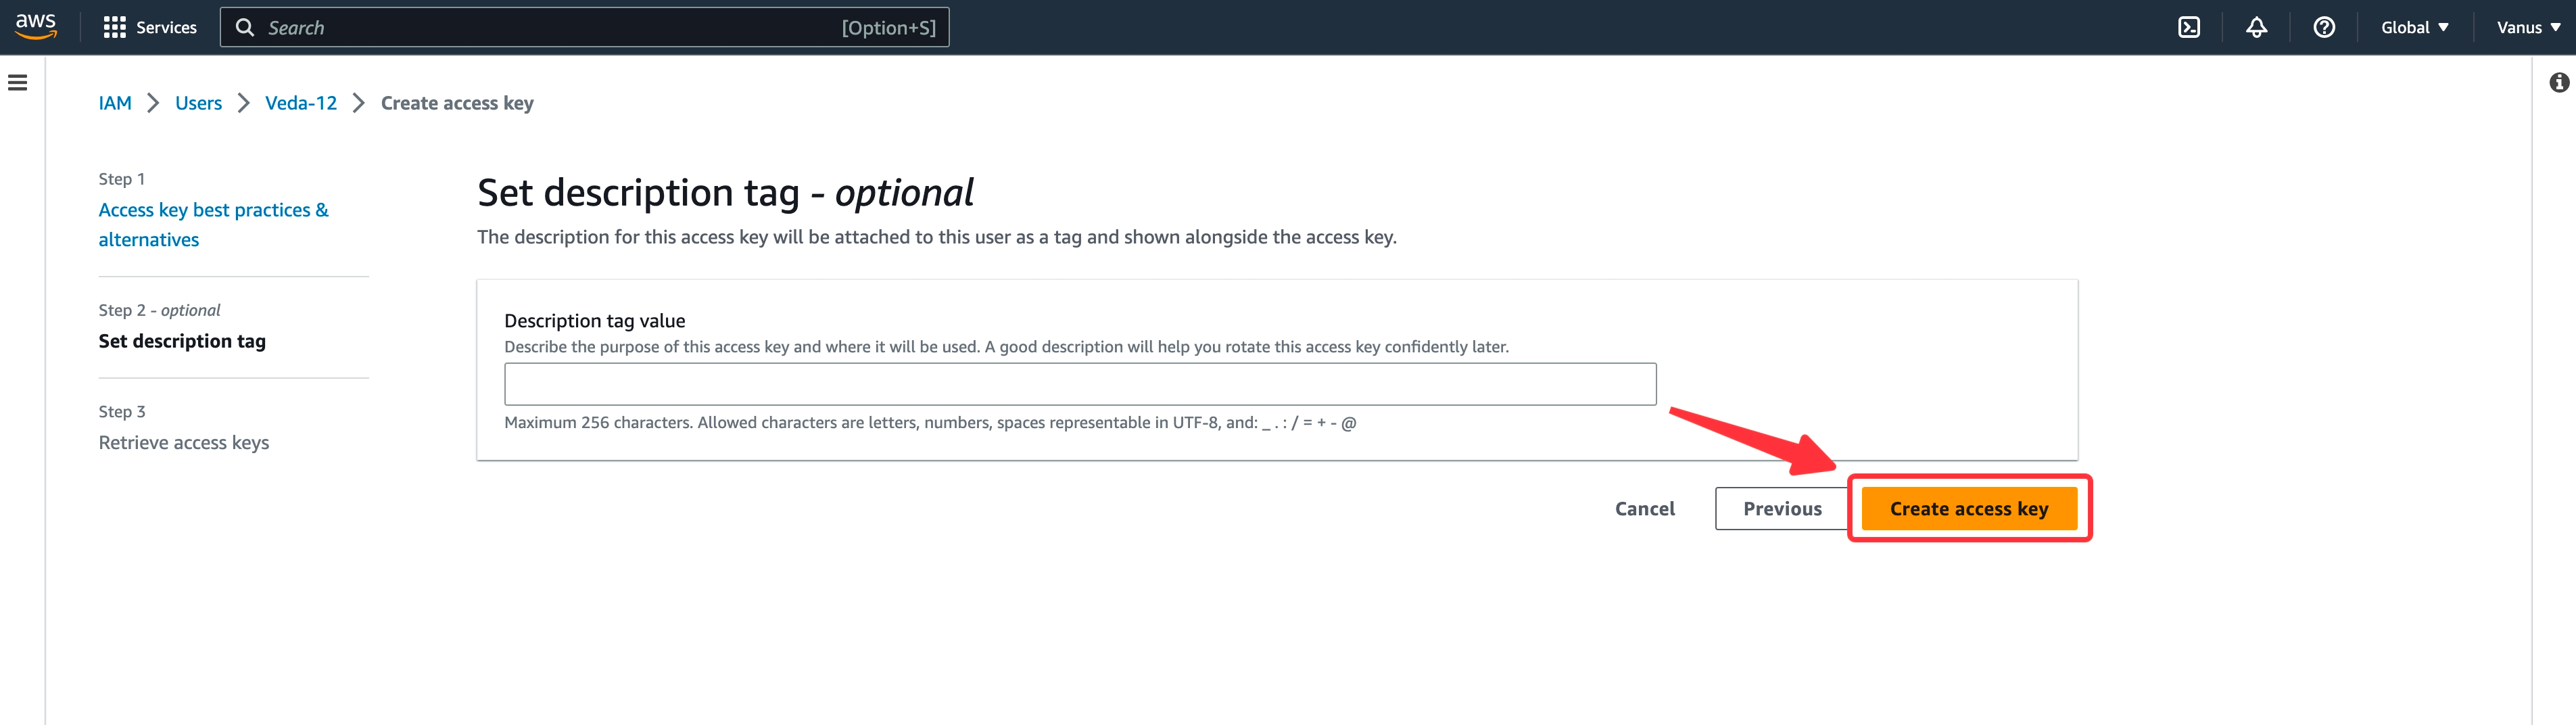 aws
Services
Search
[Option+S]
Global
Vanus
IAM
Users
Veda-12
Create access key
Step 1
Access key best practices &
alternatives
Step 2 - optional
Set description tag
Step 3
Retrieve access keys
Set description tag - optional
The description for this access key will be attached to this user as a tag and shown alongside the access key.
Description tag value
Describe the purpose of this access key and where it will be used. A good description will help you rotate this access key confidently later.
Maximum 256 characters. Allowed characters are letters, numbers, spaces representable in UTF-8, and: _ . : / = + - @
Cancel
Previous
Create access key